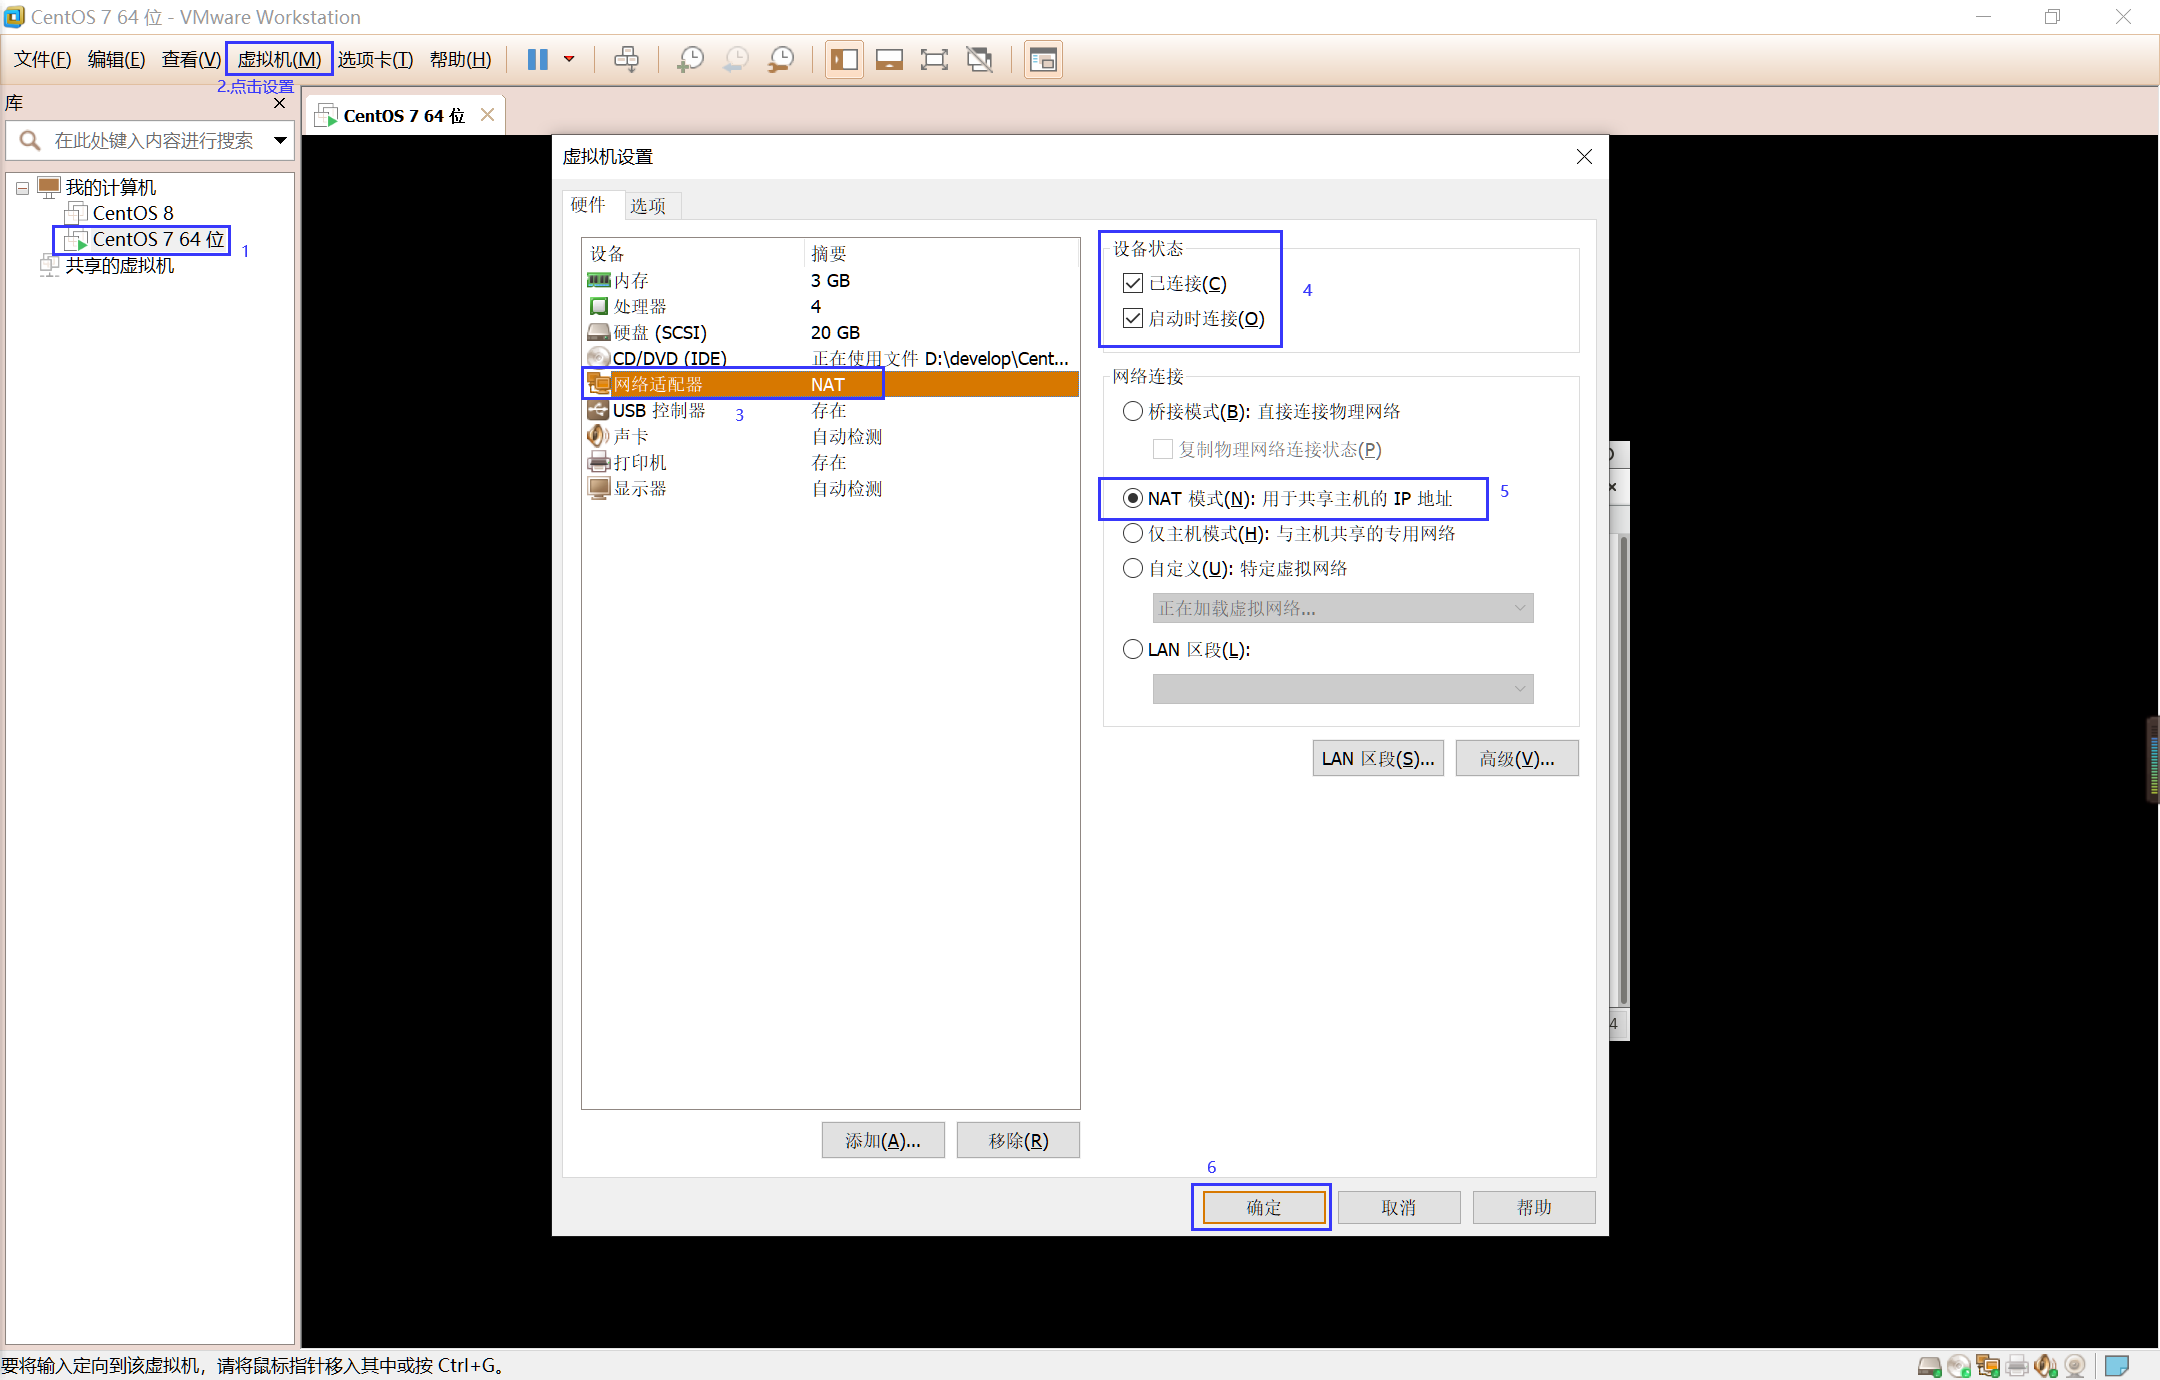 CentOS 7 64 位 - VMware Workstation
文件(F) 编辑(E) 查看(V) 虚拟机(M) 选项卡(T) 帮助(H)
2.点击设置
库
CentOS 7 64 位
在此处键入内容进行搜索
虚拟机设置
我的计算机
CentOS 8
CentOS 7 64 位 1
共享的虚拟机
硬件 选项
设备 摘要
内存 3 GB
处理器 4
硬盘 (SCSI) 20 GB
CD/DVD (IDE) 正在使用文件 D:\develop\Cent...
网络适配器 NAT
USB 控制器 存在
3
声卡 自动检测
打印机 存在
显示器 自动检测
设备状态
已连接(C)
4
启动时连接(O)
网络连接
桥接模式(B): 直接连接物理网络
复制物理网络连接状态(P)
NAT 模式(N): 用于共享主机的 IP 地址 5
仅主机模式(H): 与主机共享的专用网络
自定义(U): 特定虚拟网络
正在加载虚拟网络...
LAN 区段(L):
LAN 区段(S)... 高级(V)...
4
添加(A)... 移除(R)
6
确定 取消 帮助
要将输入定向到该虚拟机，请将鼠标指针移入其中或按 Ctrl+G。